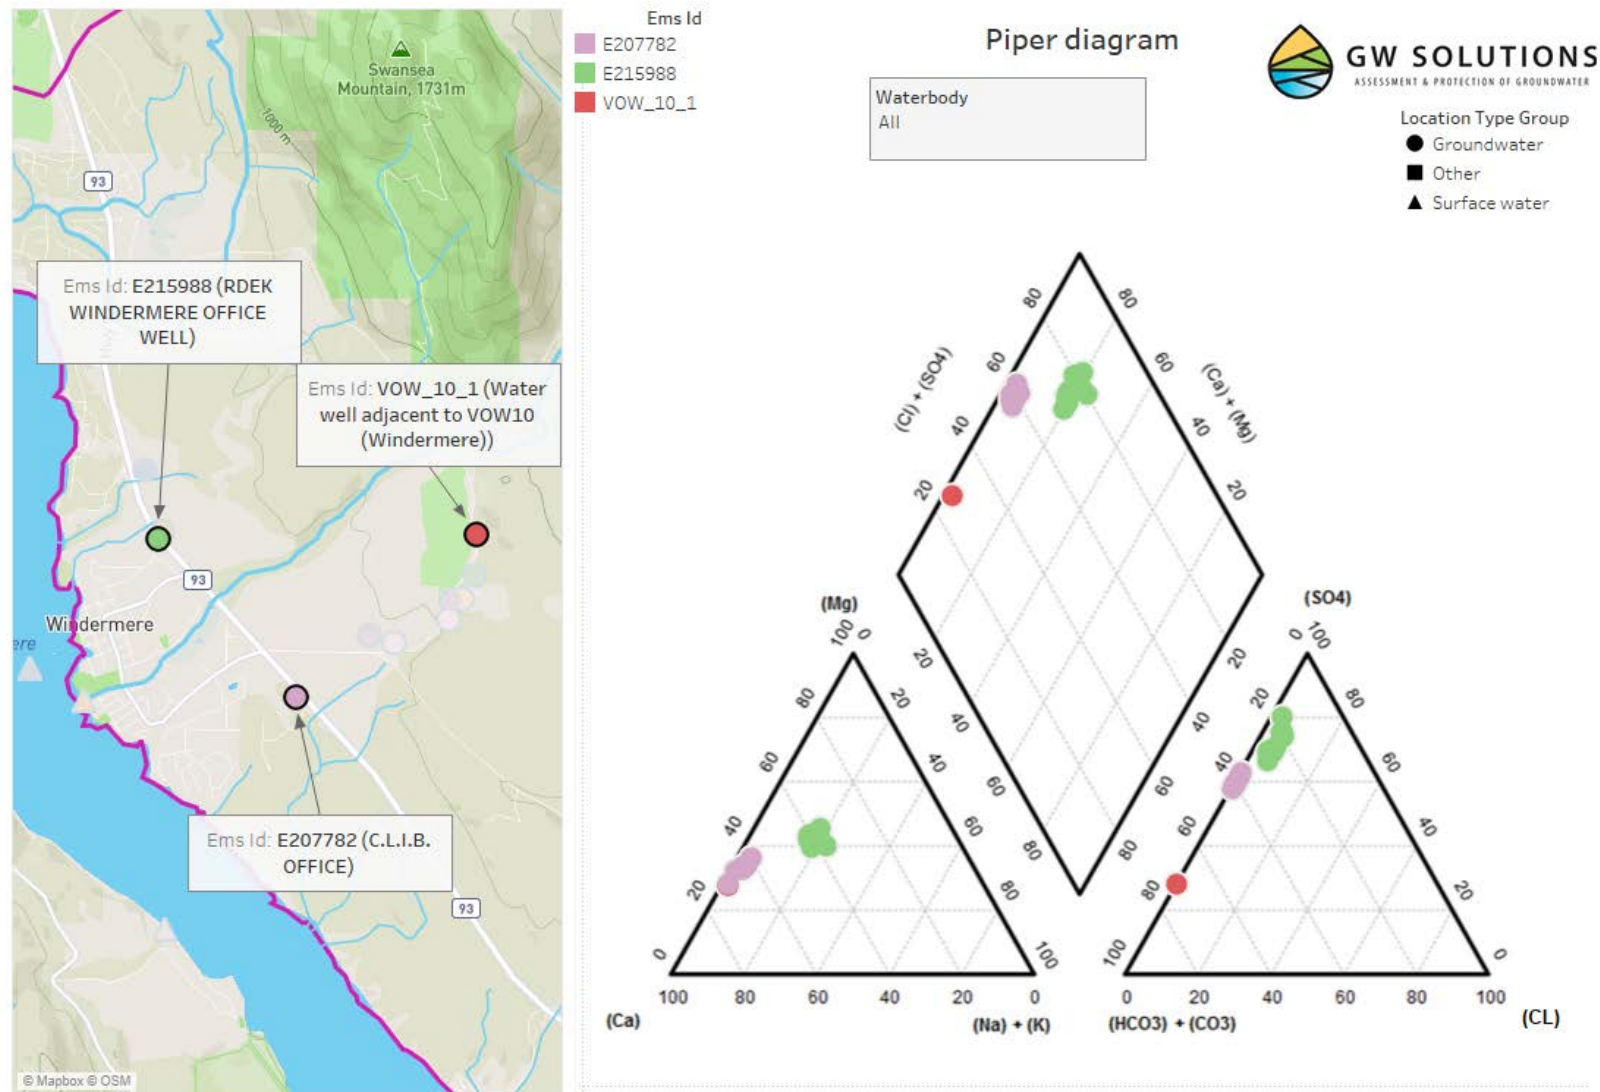 Swansea
Mountain, 1731m
1000 m
93
Ems Id: E215988 (RDEK
WINDERMERE OFFICE
WELL)
Ems Id: VOW_10_1 (Water
well adjacent to VOW10
(Windermere))
93
Windermere
ere
Ems Id: E207782 (C.L.I.B.
OFFICE)
93
© Mapbox © OSM
Ems Id
E207782
E215988
VOW_10_1
Piper diagram
Waterbody
All
GW SOLUTIONS
ASSESSMENT & PROTECTION OF GROUNDWATER
Location Type Group
Groundwater
Other
Surface water
80 80
60 60
(Cl) + (SO4) (Ca) + (Mg)
40 40
20 20
20 20
40 40
60 60
80 80
(Mg)
100 0
80 20
60 40
40 60
20 80
0 100
100 80 60 40 20 0
(Ca) (Na) + (K)
(SO4)
0 100
20 80
40 60
60 40
80 20
100 0
0 20 40 60 80 100
(HCO3) + (CO3) (CL)